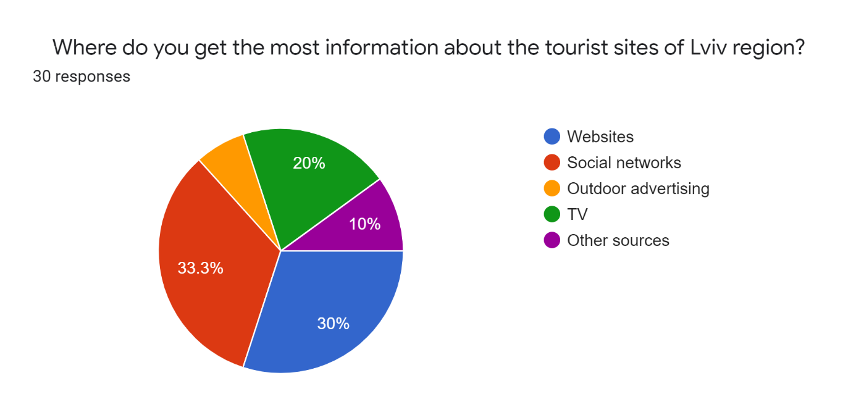 Where do you get the most information about the tourist sites of Lviv region?
30 responses
20%
10%
33.3%
30%
Websites
Social networks
Outdoor advertising
TV
Other sources